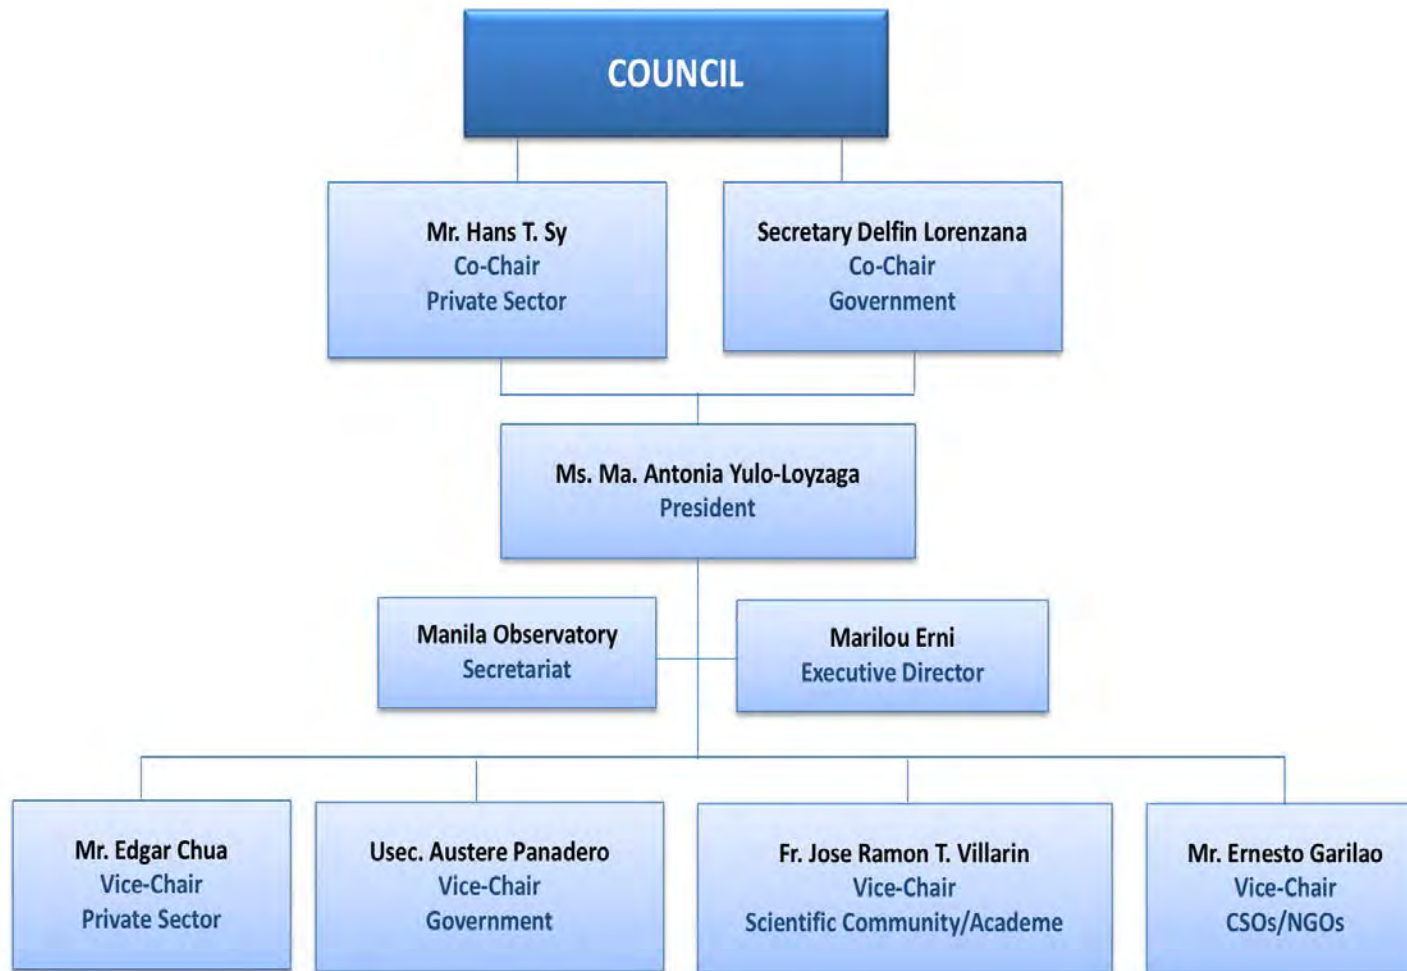 COUNCIL
Mr. Hans T. Sy
Co-Chair
Private Sector
Secretary Delfin Lorenzana
Co-Chair
Government
Ms. Ma. Antonia Yulo-Loyzaga
President
Manila Observatory
Secretariat
Marilou Erni
Executive Director
Mr. Edgar Chua
Vice-Chair
Private Sector
Usec. Austere Panadero
Vice-Chair
Government
Fr. Jose Ramon T. Villarin
Vice-Chair
Scientific Community/Academe
Mr. Ernesto Garilao
Vice-Chair
CSOs/NGOs